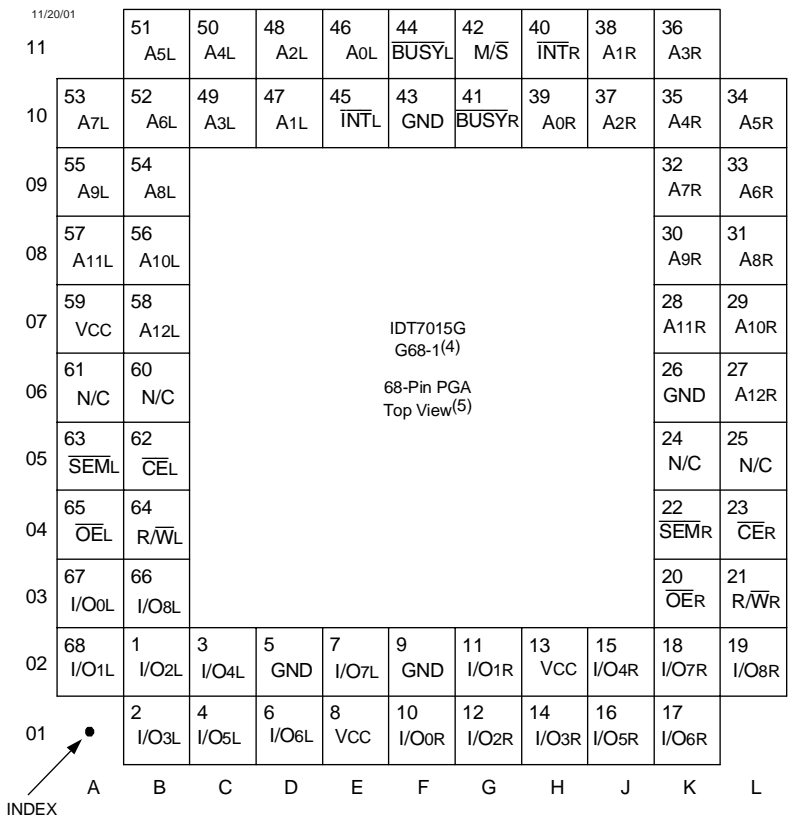 11/20/01
11
51 50 48 46 44 42 40 38 36
A5L A4L A2L A0L BUSYL M/S INTR A1R A3R
10
53 52 49 47 45 43 41 39 37 35 34
A7L A6L A3L A1L INTL GND BUSYR A0R A2R A4R A5R
09
55 54 32 33
A9L A8L A7R A6R
08
57 56 30 31
A11L A10L A9R A8R
07
59 58 28 29
VCC A12L A11R A10R
IDT7015G
G68-1(4)
06
61 60 26 27
N/C N/C GND A12R
68-Pin PGA
Top View(5)
05
63 62 24 25
SEML CEL N/C N/C
04
65 64 22 23
OEL R/WL SEMR CER
03
67 66 20 21
I/O0L I/O8L OER R/WR
02
68 1 3 5 7 9 11 13 15 18 19
I/O1L I/O2L I/O4L GND I/O7L GND I/O1R VCC I/O4R I/O7R I/O8R
01
2 4 6 8 10 12 14 16 17
I/O3L I/O5L I/O6L VCC I/O0R I/O2R I/O3R I/O5R I/O6R
A B C D E F G H J K L
INDEX